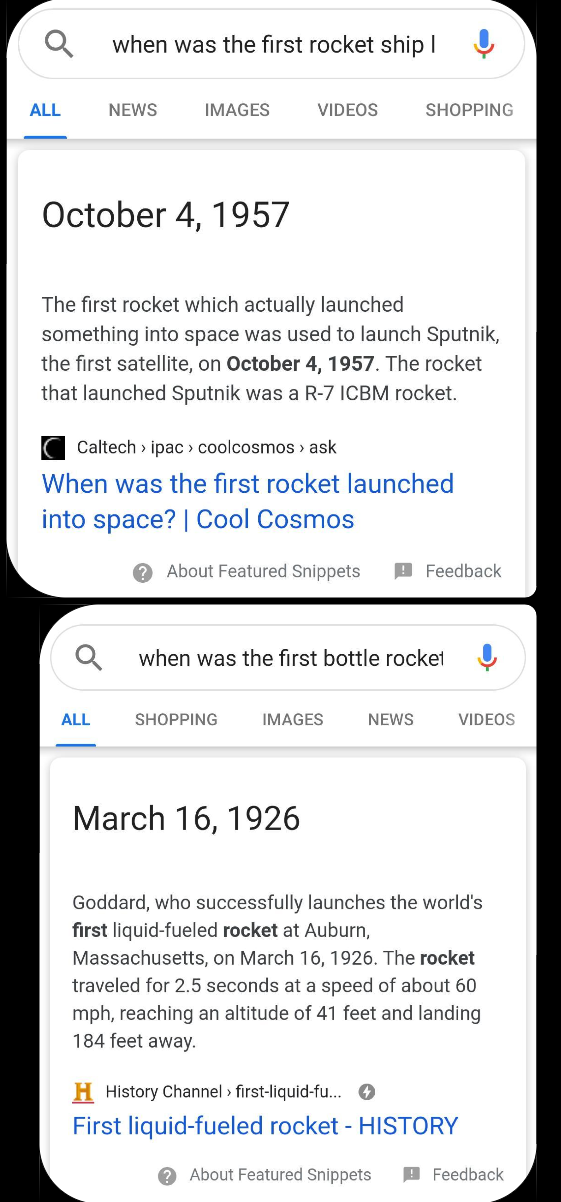 when was the first rocket ship l
ALL NEWS IMAGES VIDEOS SHOPPING
October 4, 1957
The first rocket which actually launched
something into space was used to launch Sputnik,
the first satellite, on October 4, 1957. The rocket
that launched Sputnik was a R-7 ICBM rocket.
Caltech › ipac › coolcosmos › ask
When was the first rocket launched
into space? | Cool Cosmos
About Featured Snippets Feedback
when was the first bottle rocket
ALL SHOPPING IMAGES NEWS VIDEOS
March 16, 1926
Goddard, who successfully launches the world's
first liquid-fueled rocket at Auburn,
Massachusetts, on March 16, 1926. The rocket
traveled for 2.5 seconds at a speed of about 60
mph, reaching an altitude of 41 feet and landing
184 feet away.
H History Channel › first-liquid-fu...
First liquid-fueled rocket - HISTORY
About Featured Snippets Feedback